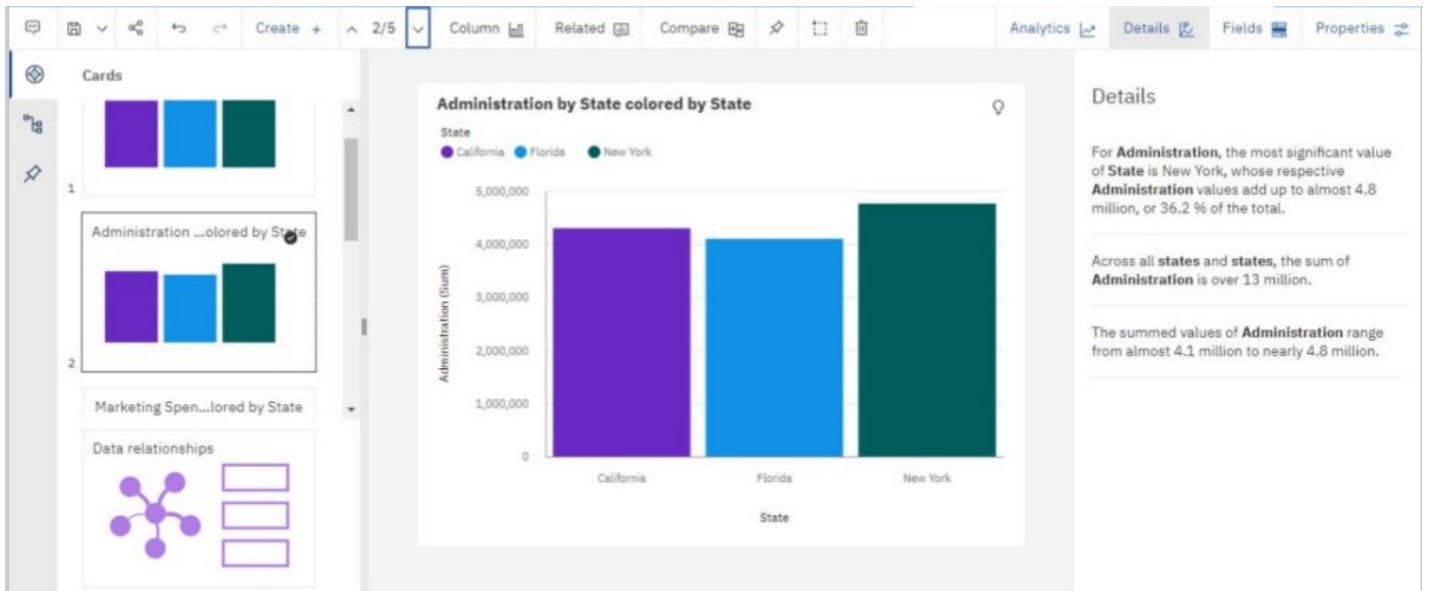 Create +
2/5
Column
Related
Compare
Analytics
Details
Fields
Properties
Cards
1
Administration ...olored by State
2
Marketing Spen...lored by State
Data relationships
Administration by State colored by State
State
California
Florida
New York
5,000,000
4,000,000
3,000,000
2,000,000
1,000,000
0
Administration (Sum)
California
Florida
New York
State
Details
For Administration, the most significant value
of State is New York, whose respective
Administration values add up to almost 4.8
million, or 36.2 % of the total.
Across all states and states, the sum of
Administration is over 13 million.
The summed values of Administration range
from almost 4.1 million to nearly 4.8 million.